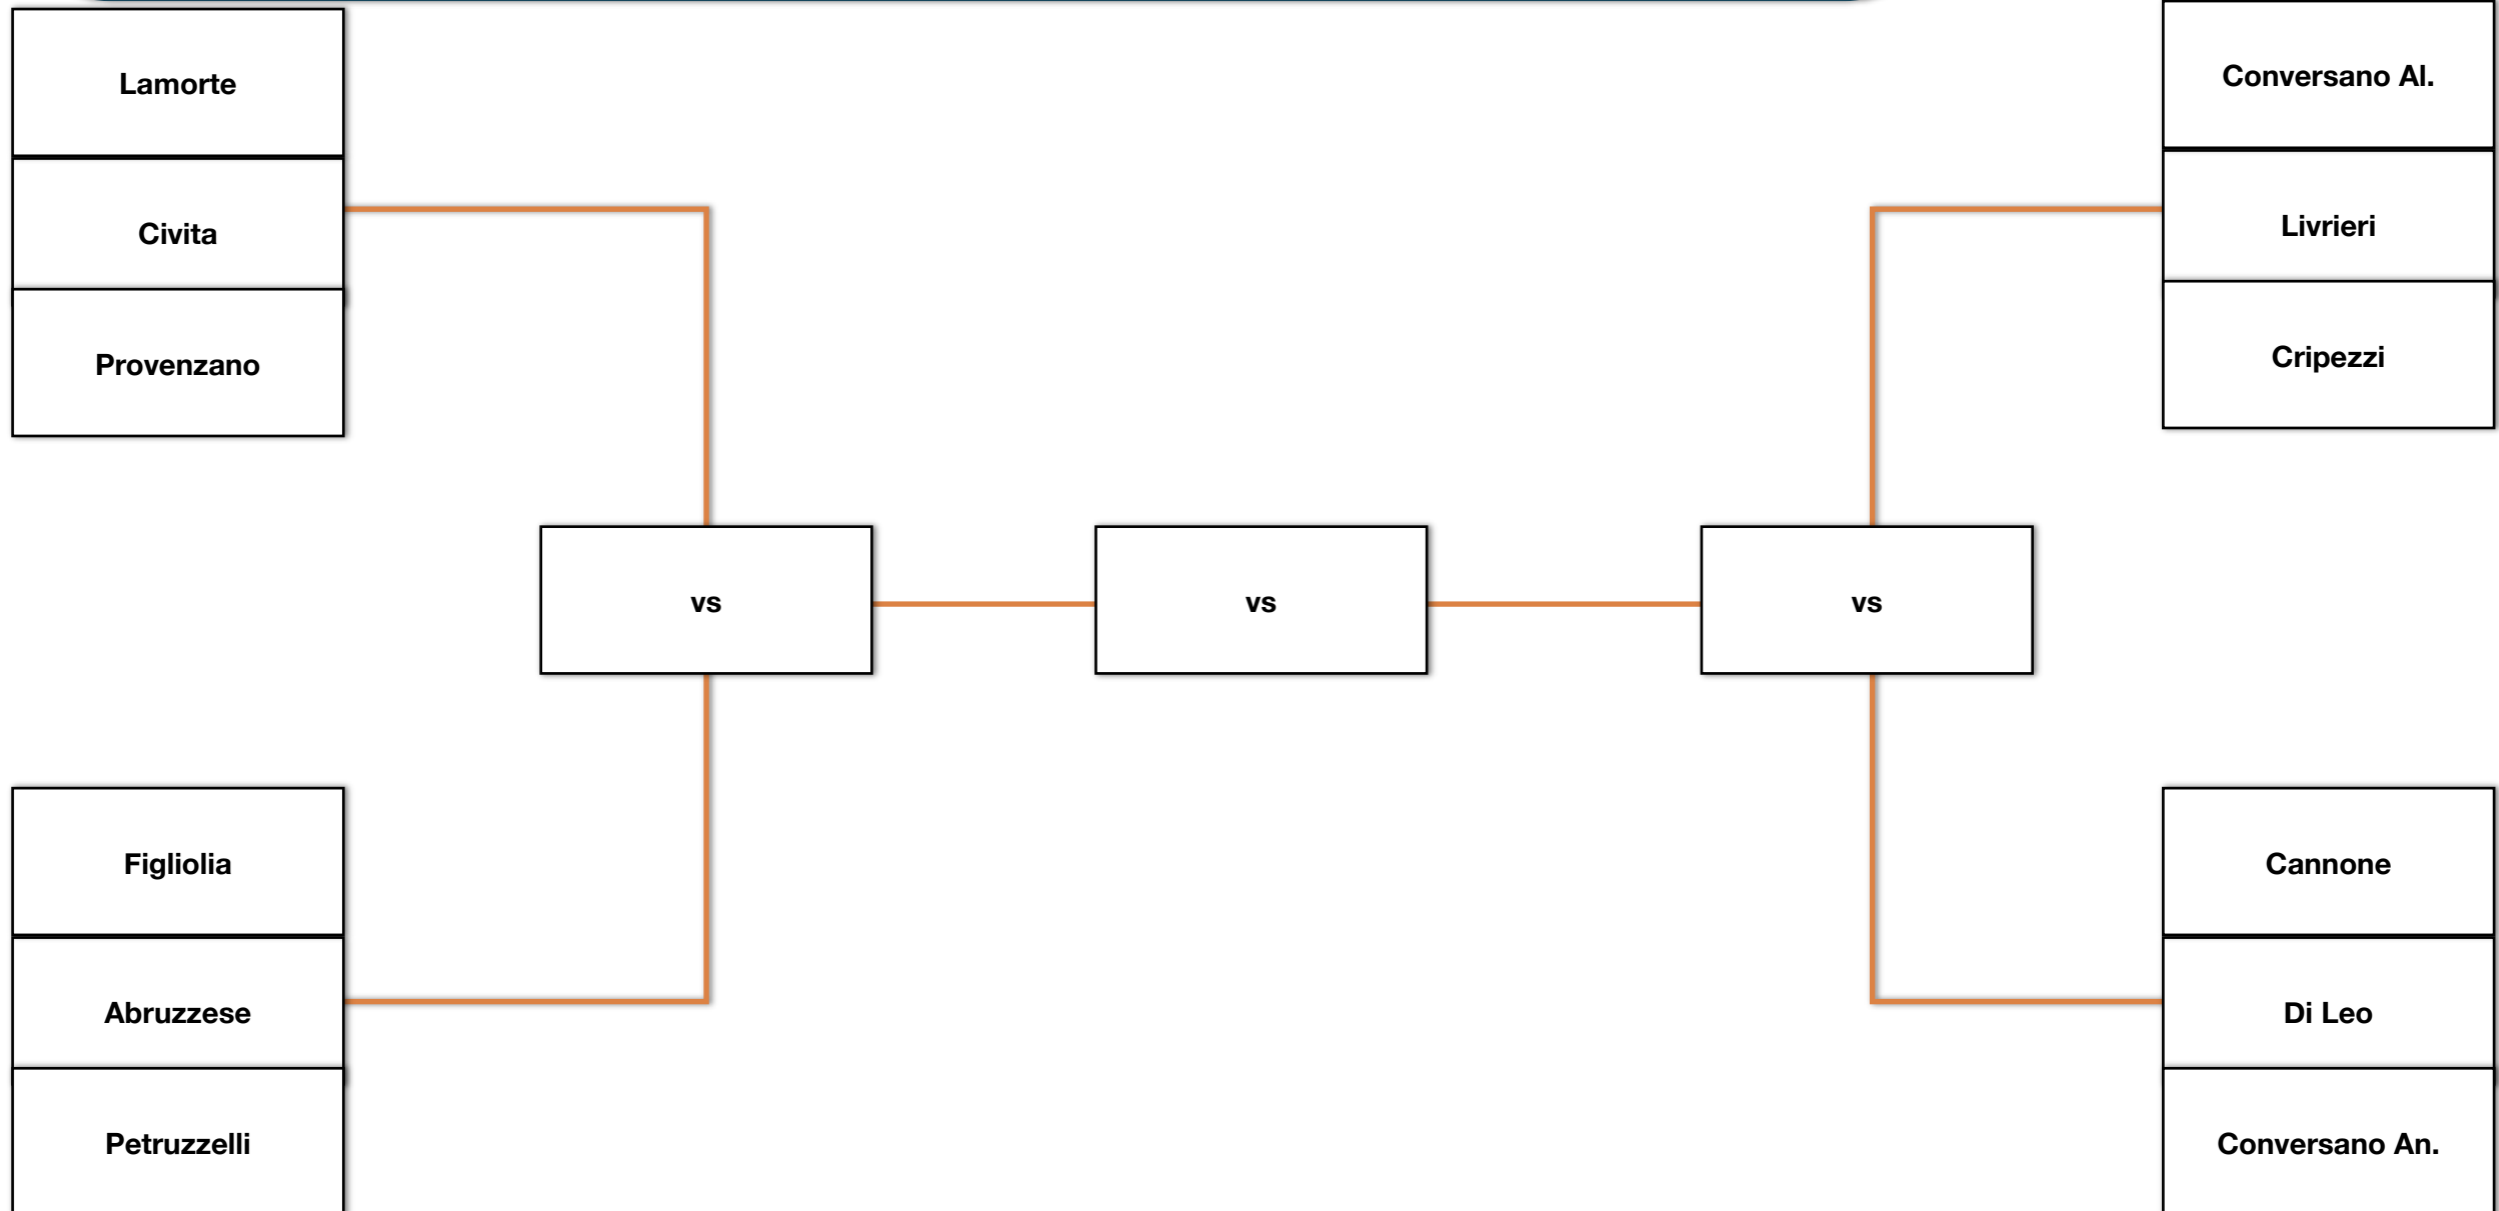 Lamorte
Civita
Provenzano
Conversano Al.
Livrieri
Cripezzi
vs
vs
vs
Figliolia
Abruzzese
Petruzzelli
Cannone
Di Leo
Conversano An.